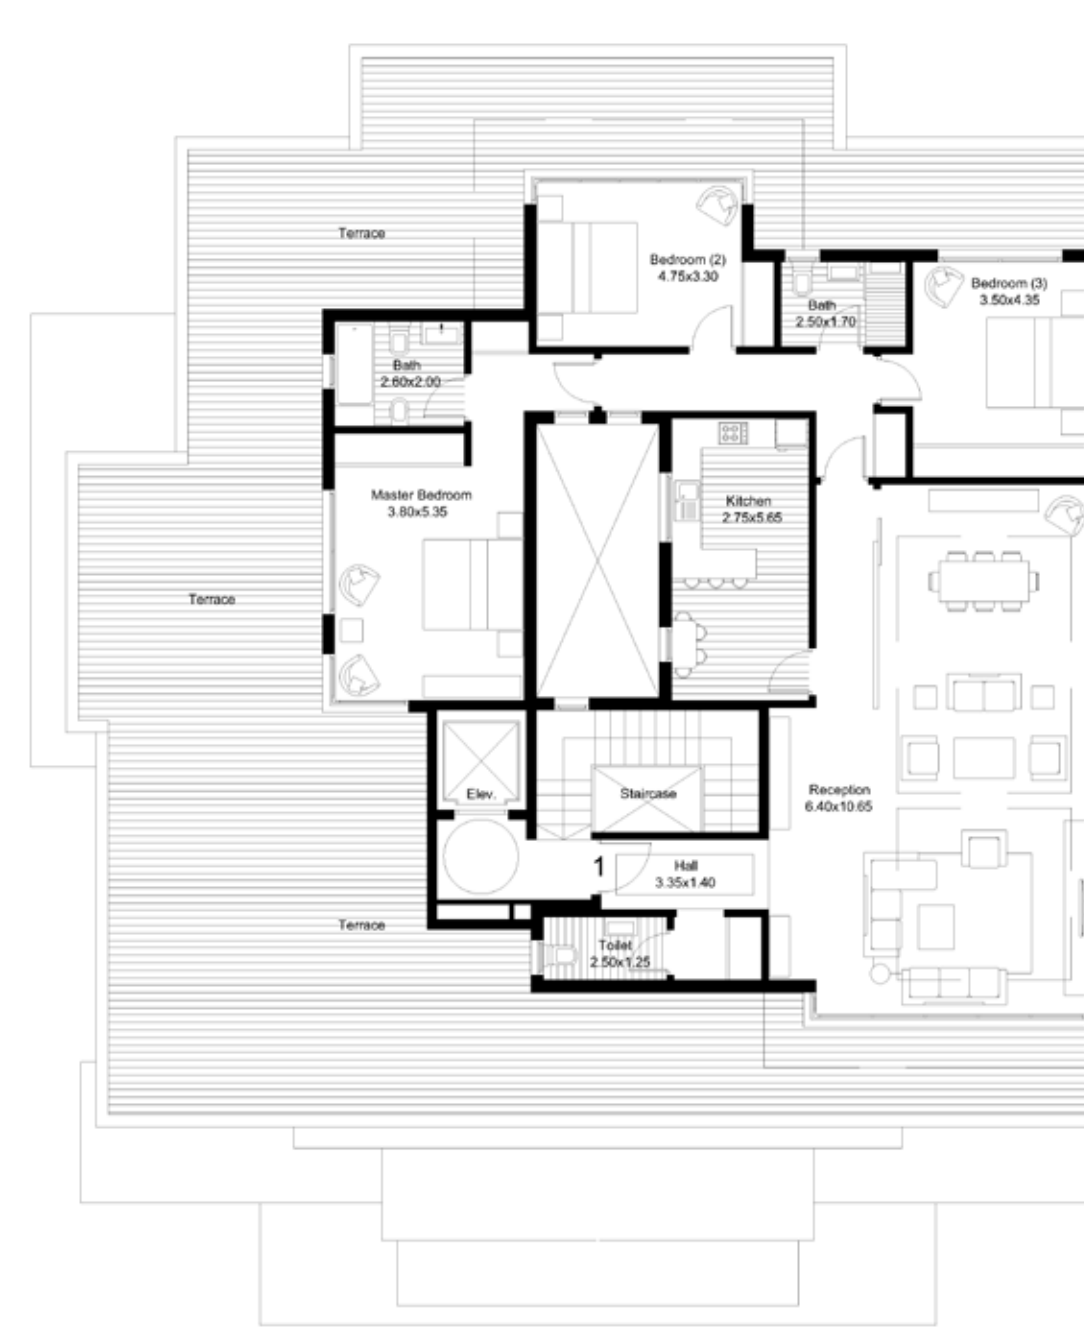 Terrace
Bedroom (2)
4.75x3.30
Bath
2.50x1.70
Bedroom (3)
3.50x4.35
Bath
2.60x2.00
Master Bedroom
3.80x5.35
Kitchen
2.75x5.65
Terrace
Elev.
Staircase
Reception
6.40x10.65
1
Hall
3.35x1.40
Terrace
Toilet
2.50x1.25